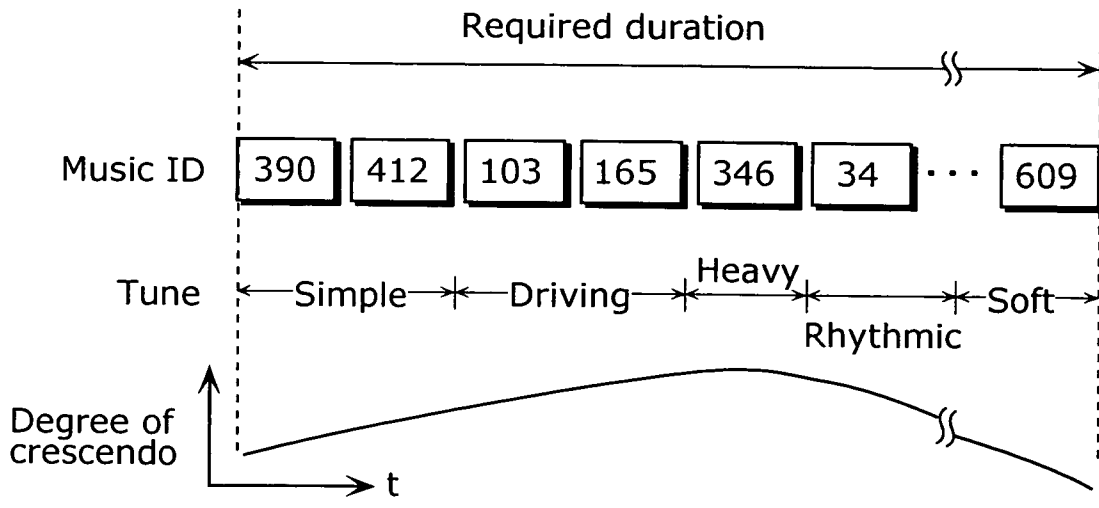 Required duration
Music ID 390 412 103 165 346 34 ··· 609
Heavy
Tune Simple Driving Soft
Rhythmic
Degree of
crescendo
t